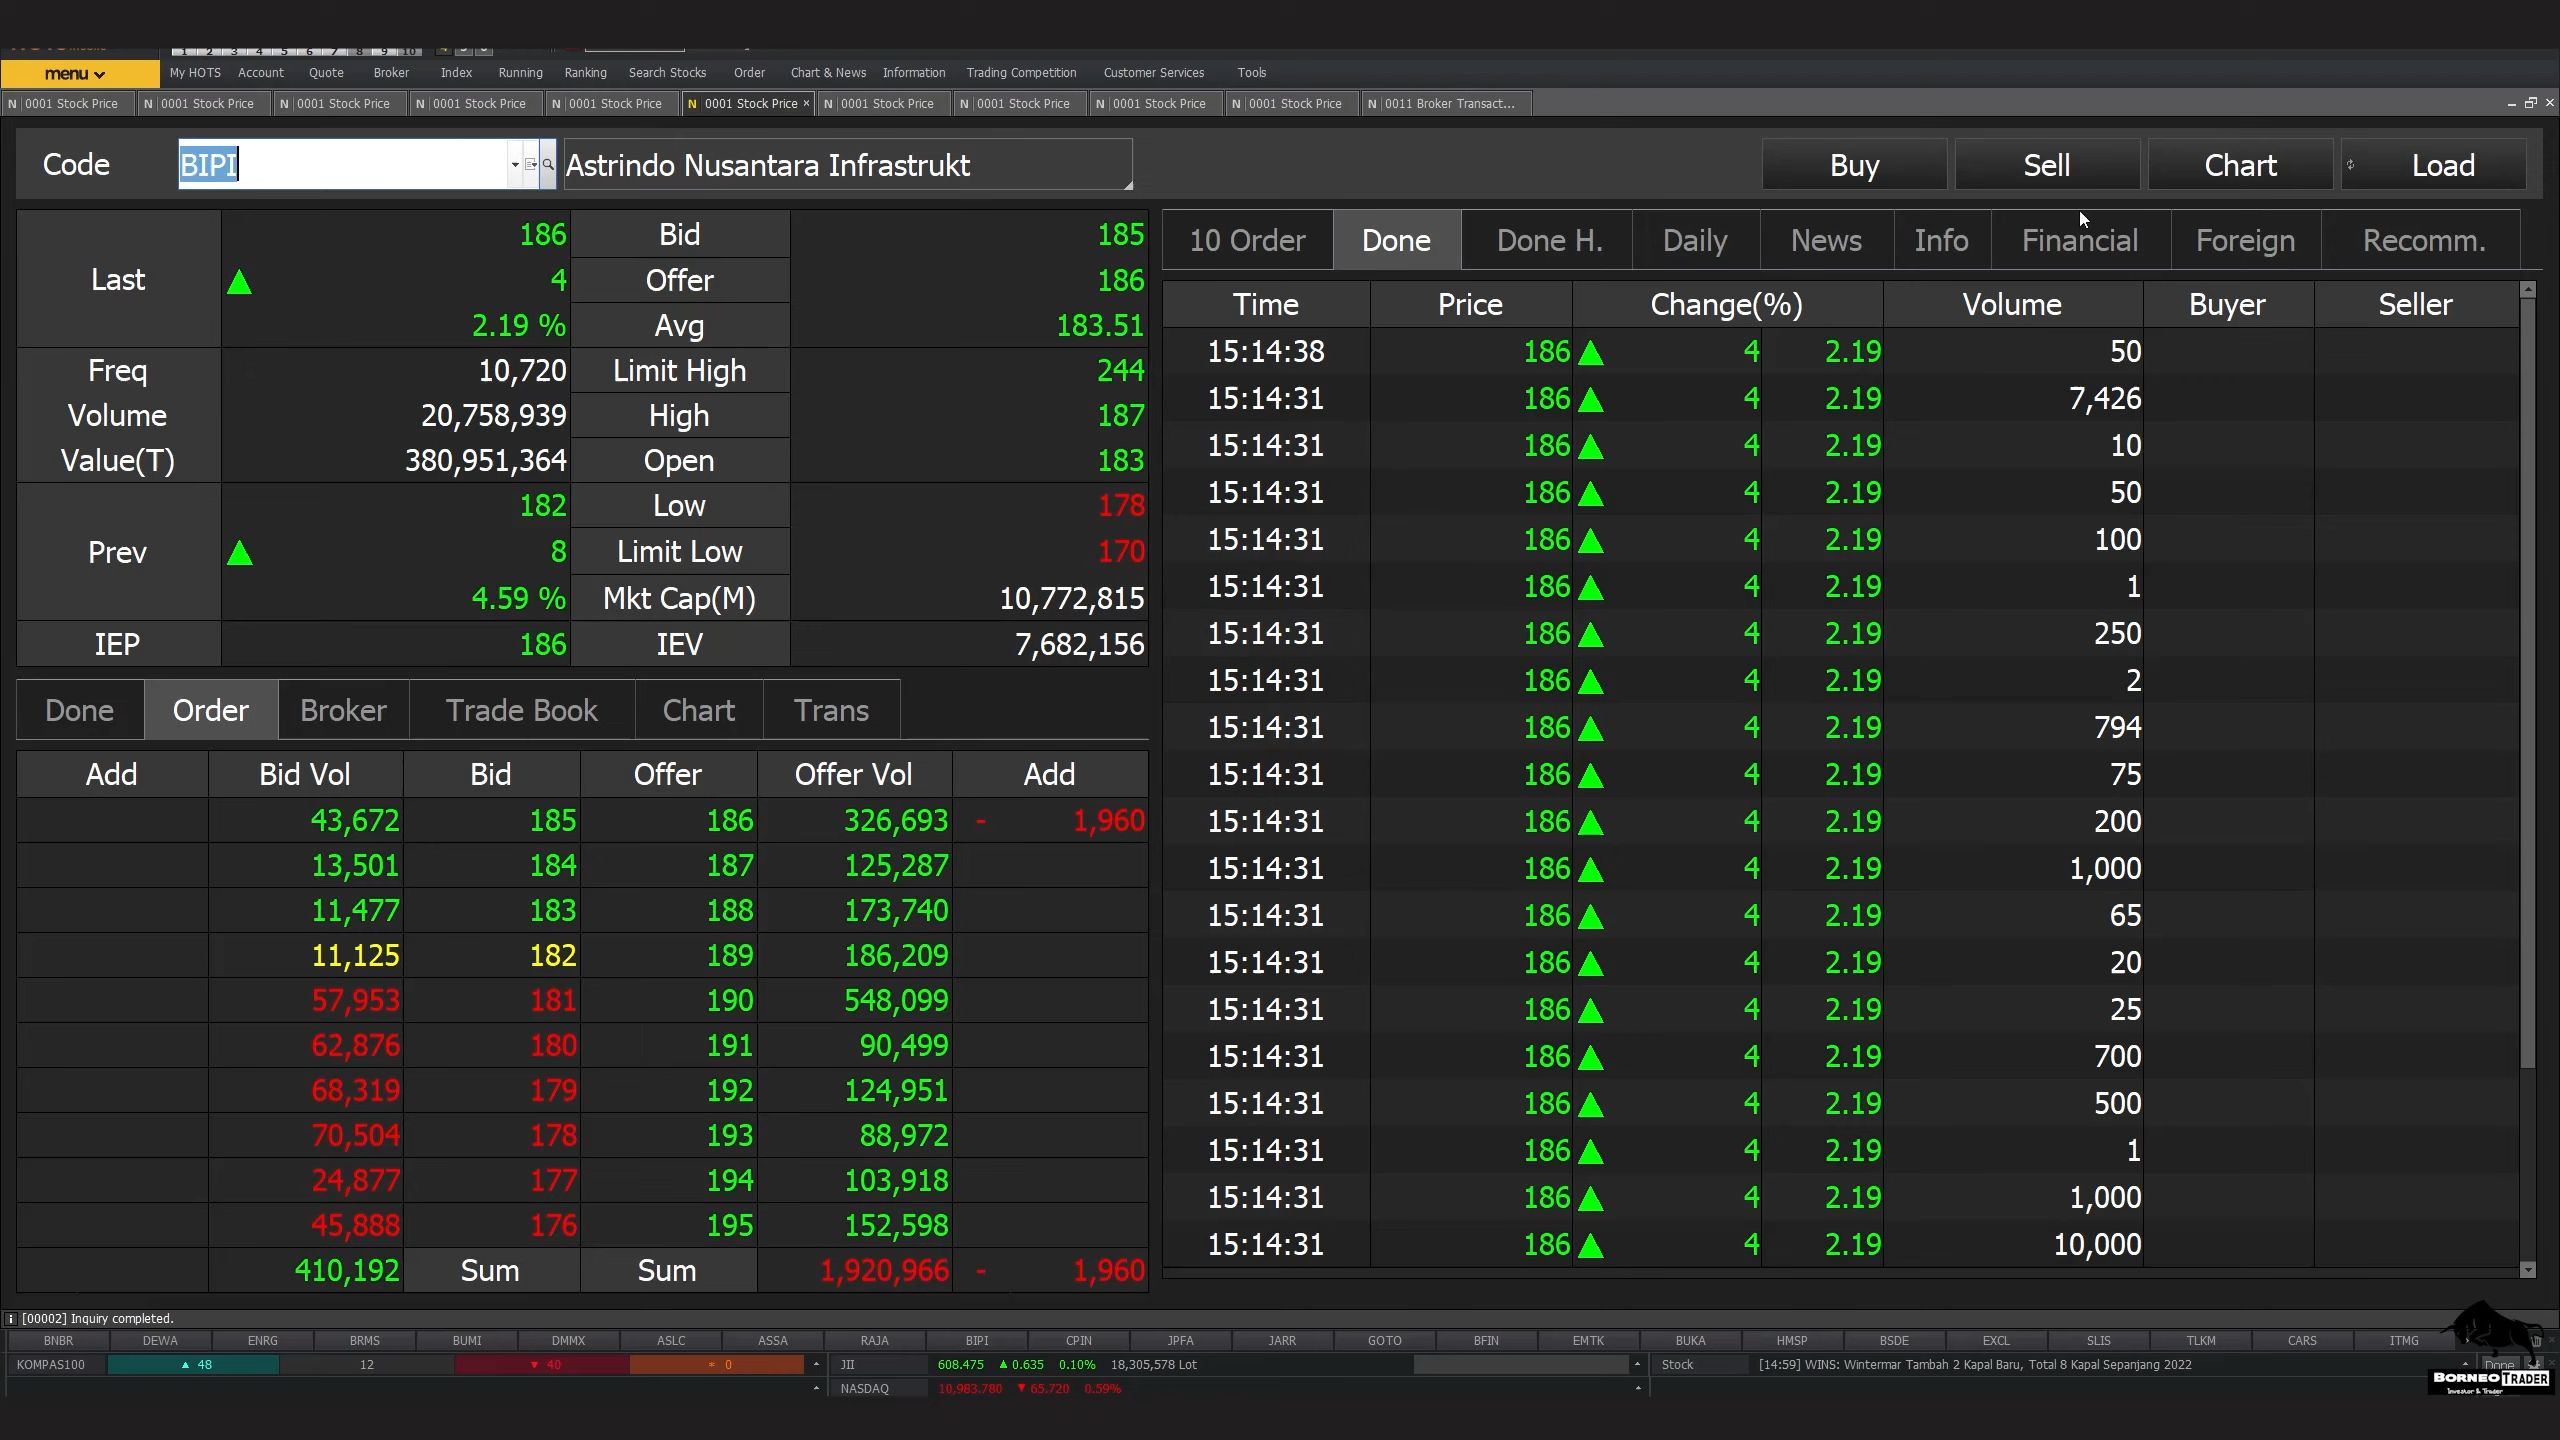 1 2 3 4 5 6 7 8 9 10
menu My HOTS Account Quote Broker Index Running Ranking Search Stocks Order Chart & News Information Trading Competition Customer Services Tools
N 0001 Stock Price N 0001 Stock Price N 0001 Stock Price N 0001 Stock Price N 0001 Stock Price N 0001 Stock Price × N 0001 Stock Price N 0001 Stock Price N 0001 Stock Price N 0001 Stock Price N 0011 Broker Transact...
Code BIPI Astrindo Nusantara Infrastrukt Buy Sell Chart Load
Last 186 Bid 185
4 Offer 186
2.19 % Avg 183.51
Freq 10,720 Limit High 244
Volume 20,758,939 High 187
Value(T) 380,951,364 Open 183
Prev 182 Low 178
8 Limit Low 170
4.59 % Mkt Cap(M) 10,772,815
IEP 186 IEV 7,682,156
Done Order Broker Trade Book Chart Trans
Add Bid Vol Bid Offer Offer Vol Add
43,672 185 186 326,693 - 1,960
13,501 184 187 125,287
11,477 183 188 173,740
11,125 182 189 186,209
57,953 181 190 548,099
62,876 180 191 90,499
68,319 179 192 124,951
70,504 178 193 88,972
24,877 177 194 103,918
45,888 176 195 152,598
410,192 Sum Sum 1,920,966 - 1,960
10 Order Done Done H. Daily News Info Financial Foreign Recomm.
Time Price Change(%) Volume Buyer Seller
15:14:38 186 4 2.19 50
15:14:31 186 4 2.19 7,426
15:14:31 186 4 2.19 10
15:14:31 186 4 2.19 50
15:14:31 186 4 2.19 100
15:14:31 186 4 2.19 1
15:14:31 186 4 2.19 250
15:14:31 186 4 2.19 2
15:14:31 186 4 2.19 794
15:14:31 186 4 2.19 75
15:14:31 186 4 2.19 200
15:14:31 186 4 2.19 1,000
15:14:31 186 4 2.19 65
15:14:31 186 4 2.19 20
15:14:31 186 4 2.19 25
15:14:31 186 4 2.19 700
15:14:31 186 4 2.19 500
15:14:31 186 4 2.19 1
15:14:31 186 4 2.19 1,000
15:14:31 186 4 2.19 10,000
[00002] Inquiry completed.
BNBR DEWA ENRG BRMS BUMI DMMX ASLC ASSA RAJA BIPI CPIN JPFA JARR GOTO BFIN EMTK BUKA HMSP BSDE EXCL SLIS TLKM CARS ITMG
KOMPAS100 48 12 40 0 JII 608.475 0.635 0.10% 18,305,578 Lot Stock [14:59] WINS: Wintermar Tambah 2 Kapal Baru, Total 8 Kapal Sepanjang 2022 Done
NASDAQ 10,983.780 65.720 0.59%
BORNEO TRADER
Investor & Trader